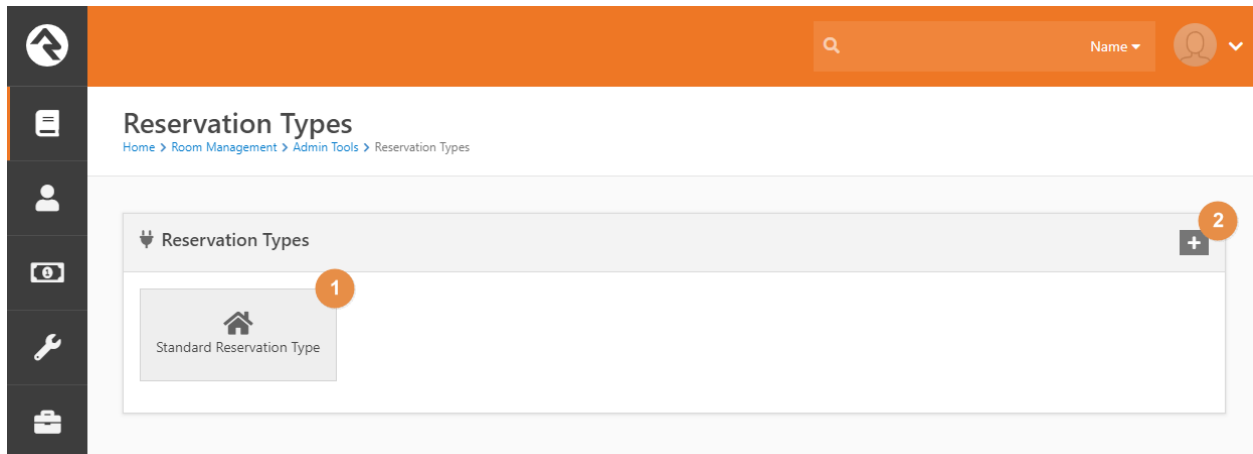 Name
Reservation Types
Home > Room Management > Admin Tools > Reservation Types
2
Reservation Types
1
Standard Reservation Type